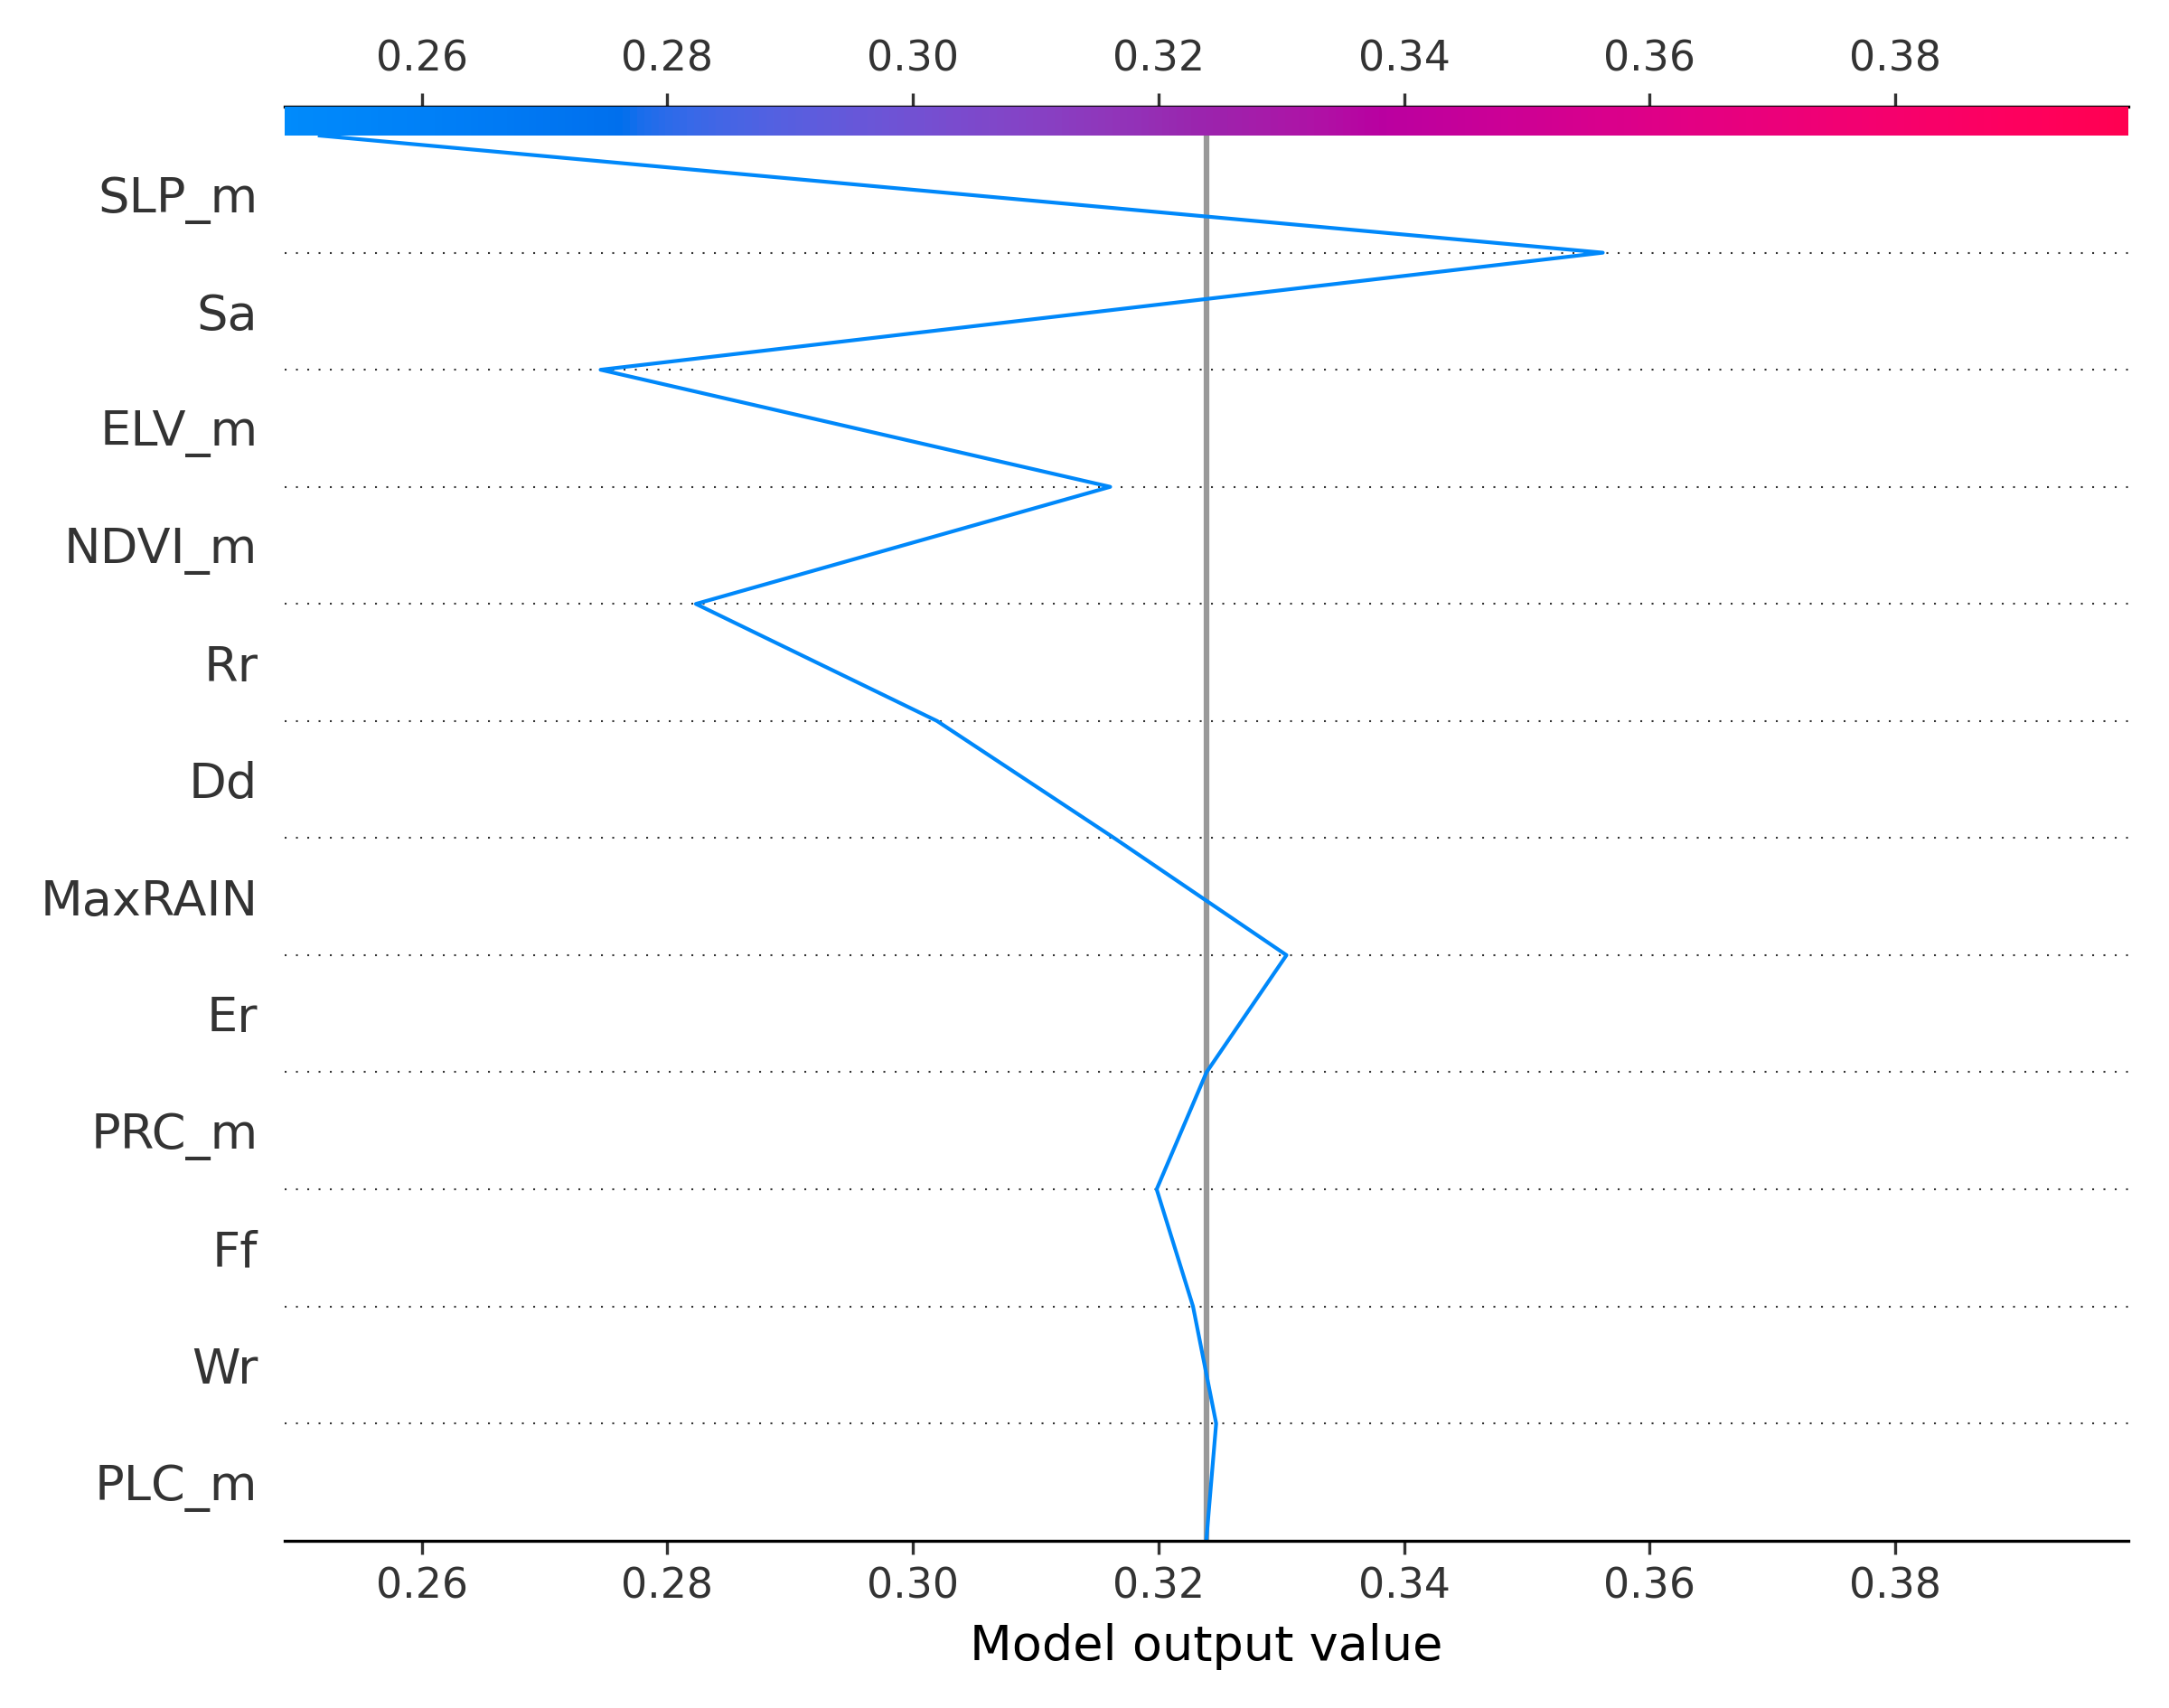 0.26 0.28 0.30 0.32 0.34 0.36 0.38
SLP_m
Sa
ELV_m
NDVI_m
Rr
Dd
MaxRAIN
Er
PRC_m
Ff
Wr
PLC_m
0.26 0.28 0.30 0.32 0.34 0.36 0.38
Model output value